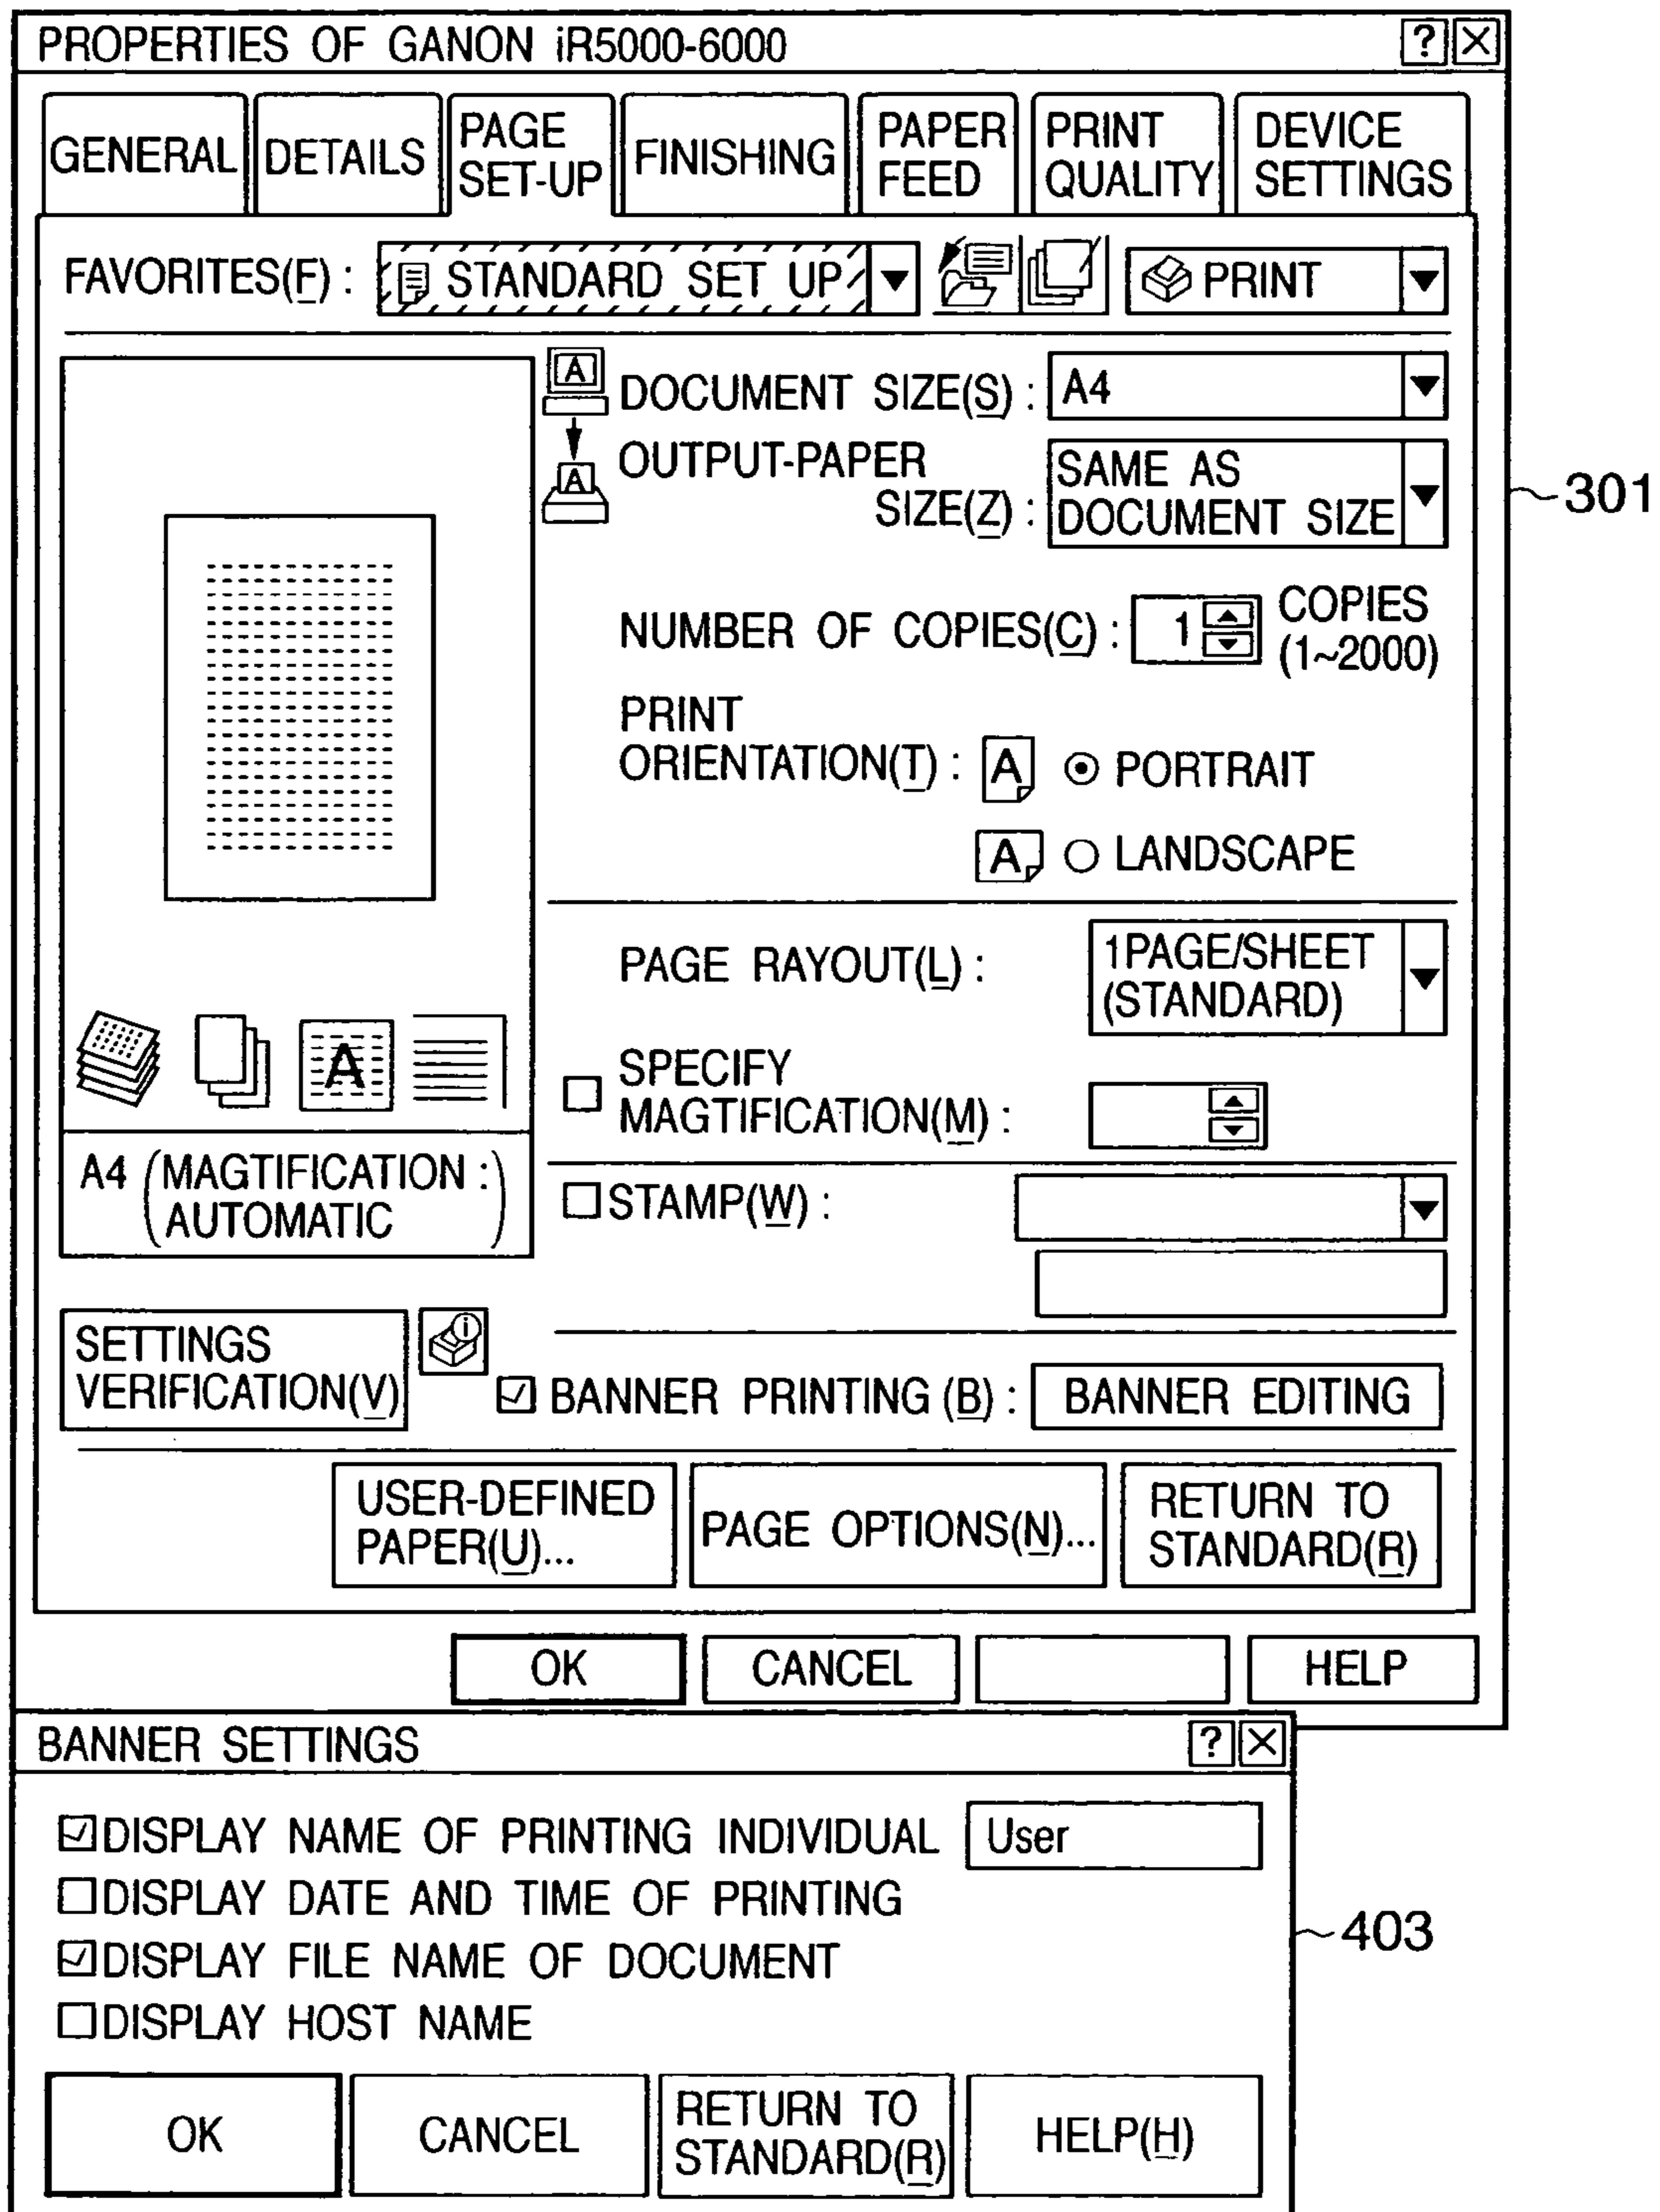 PROPERTIES OF GANON iR5000-6000 ? X
GENERAL DETAILS PAGE SET-UP FINISHING PAPER FEED PRINT QUALITY DEVICE SETTINGS
FAVORITES(F) : STANDARD SET UP PRINT
A
DOCUMENT SIZE(S) : A4
A
OUTPUT-PAPER
SIZE(Z) :
SAME AS
DOCUMENT SIZE
301
NUMBER OF COPIES(C) : 1
COPIES
(1~2000)
PRINT
ORIENTATION(T) : A PORTRAIT
A LANDSCAPE
PAGE RAYOUT(L) :
1PAGE/SHEET
(STANDARD)
A
SPECIFY
MAGTIFICATION(M) :
A4 (MAGTIFICATION :
AUTOMATIC )
STAMP(W) :
SETTINGS
VERIFICATION(V)
i
BANNER PRINTING (B) : BANNER EDITING
USER-DEFINED
PAPER(U)...
PAGE OPTIONS(N)...
RETURN TO
STANDARD(R)
OK CANCEL HELP
BANNER SETTINGS ? X
DISPLAY NAME OF PRINTING INDIVIDUAL User
DISPLAY DATE AND TIME OF PRINTING
403
DISPLAY FILE NAME OF DOCUMENT
DISPLAY HOST NAME
OK CANCEL
RETURN TO
STANDARD(R)
HELP(H)